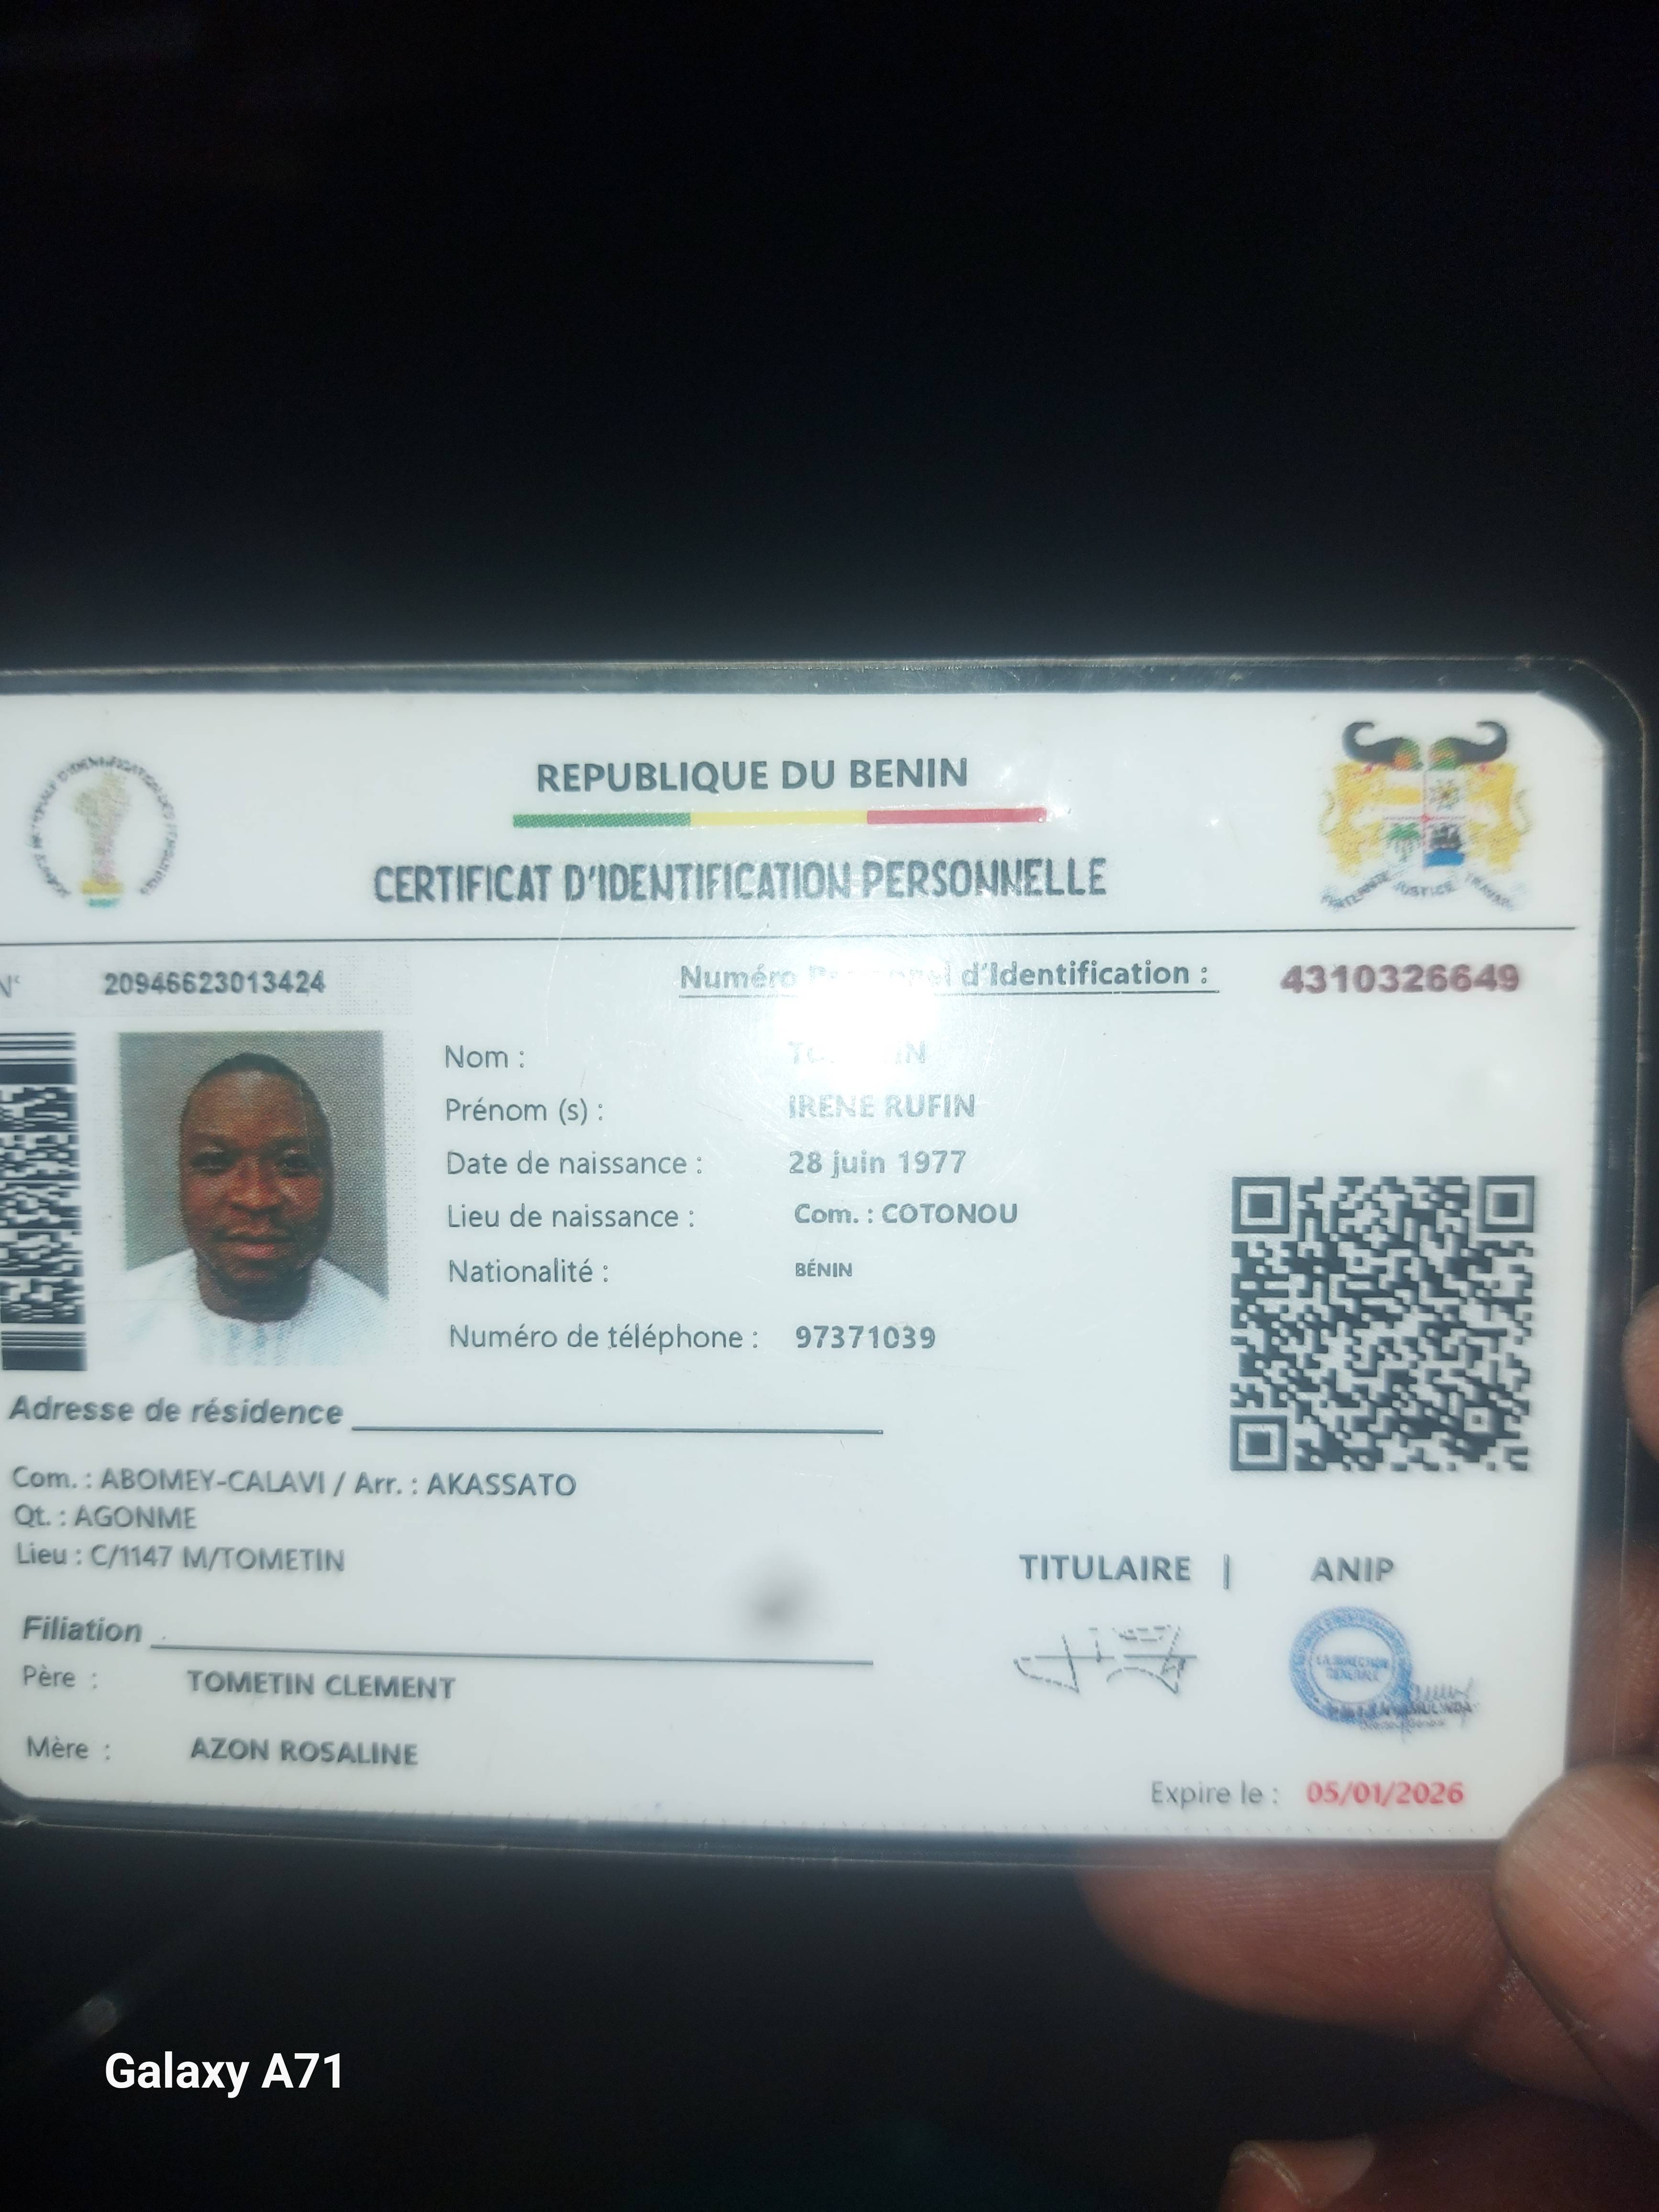 REPUBLIQUE DU BENIN
CERTIFICAT D'IDENTIFICATION PERSONNELLE
FRATERNITE JUSTICE TRAVAIL
N° 20946623013424
Numéro d'Identification : 4310326649
Nom :
Prénom (s) : IRENE RUFIN
Date de naissance : 28 juin 1977
Lieu de naissance : Com. : COTONOU
Nationalité : BÉNIN
Numéro de téléphone : 97371039
Adresse de résidence
Com. : ABOMEY-CALAVI / Arr. : AKASSATO
Qt. : AGONME
Lieu : C/1147 M/TOMETIN
TITULAIRE | ANIP
LA DIRECTION GENERALE
Filiation
Père : TOMETIN CLEMENT
Mère : AZON ROSALINE
Expire le : 05/01/2026
Galaxy A71